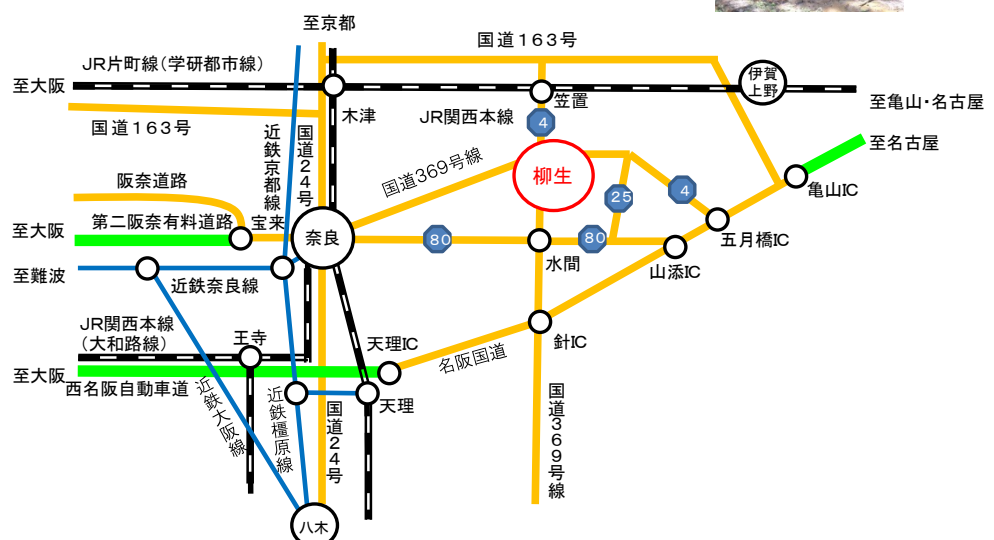 至京都
国道163号
JR片町線(学研都市線)
至大阪
伊賀
上野
笠置
至亀山・名古屋
木津
JR関西本線
4
国道163号
近鉄京都線
国道24号
至名古屋
国道369号線
柳生
亀山IC
阪奈道路
25
4
第二阪奈有料道路
宝来
奈良
至大阪
80
80
五月橋IC
水間
山添IC
至難波
近鉄奈良線
JR関西本線
(大和路線)
王寺
天理IC
針IC
名阪国道
至大阪
西名阪自動車道
近鉄大阪線
近鉄橿原線
国道24号
天理
国道369号線
八木